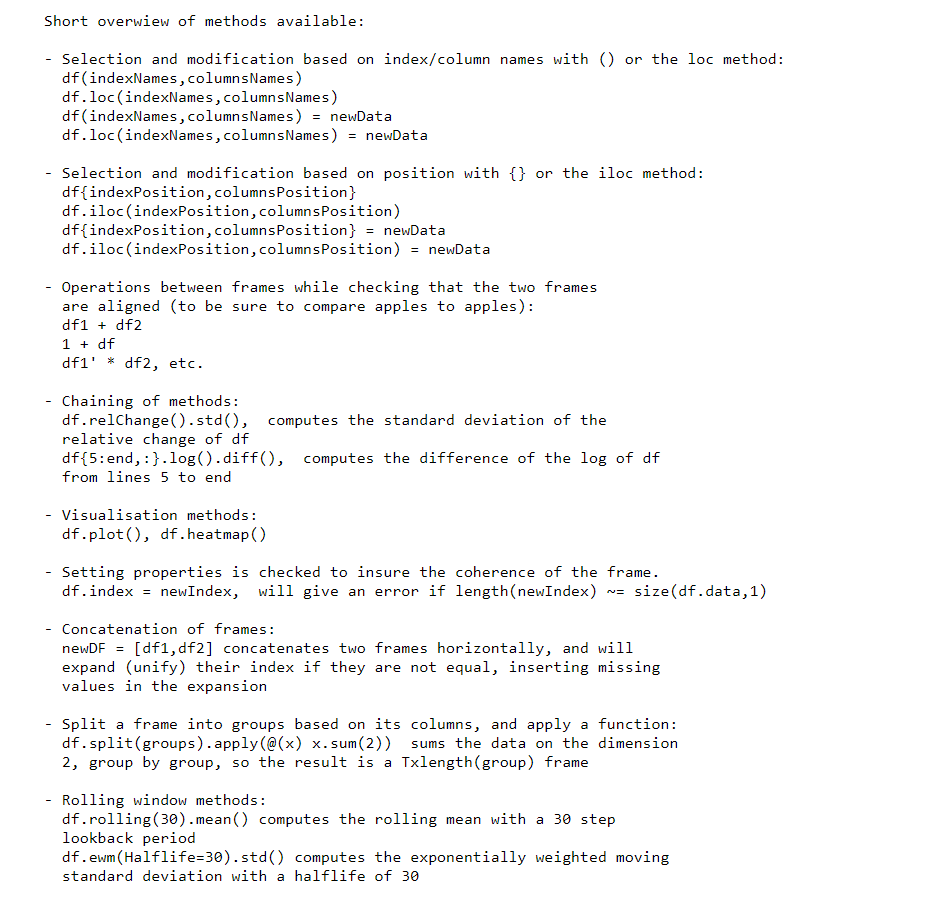 Short overwiew of methods available:
- Selection and modification based on index/column names with () or the loc method:
df(indexNames,columnsNames)
df.loc(indexNames,columnsNames)
df(indexNames,columnsNames) = newData
df.loc(indexNames,columnsNames) = newData
- Selection and modification based on position with {} or the iloc method:
df{indexPosition,columnsPosition}
df.iloc(indexPosition,columnsPosition)
df{indexPosition,columnsPosition} = newData
df.iloc(indexPosition,columnsPosition) = newData
- Operations between frames while checking that the two frames
are aligned (to be sure to compare apples to apples):
df1 + df2
1 + df
df1' * df2, etc.
- Chaining of methods:
df.relChange().std(),  computes the standard deviation of the
relative change of df
df{5:end,:}.log().diff(),  computes the difference of the log of df
from lines 5 to end
- Visualisation methods:
df.plot(), df.heatmap()
- Setting properties is checked to insure the coherence of the frame.
df.index = newIndex,  will give an error if length(newIndex) ~= size(df.data,1)
- Concatenation of frames:
newDF = [df1,df2] concatenates two frames horizontally, and will
expand (unify) their index if they are not equal, inserting missing
values in the expansion
- Split a frame into groups based on its columns, and apply a function:
df.split(groups).apply(@(x) x.sum(2))  sums the data on the dimension
2, group by group, so the result is a Txlength(group) frame
- Rolling window methods:
df.rolling(30).mean() computes the rolling mean with a 30 step
lookback period
df.ewm(Halflife=30).std() computes the exponentially weighted moving
standard deviation with a halflife of 30